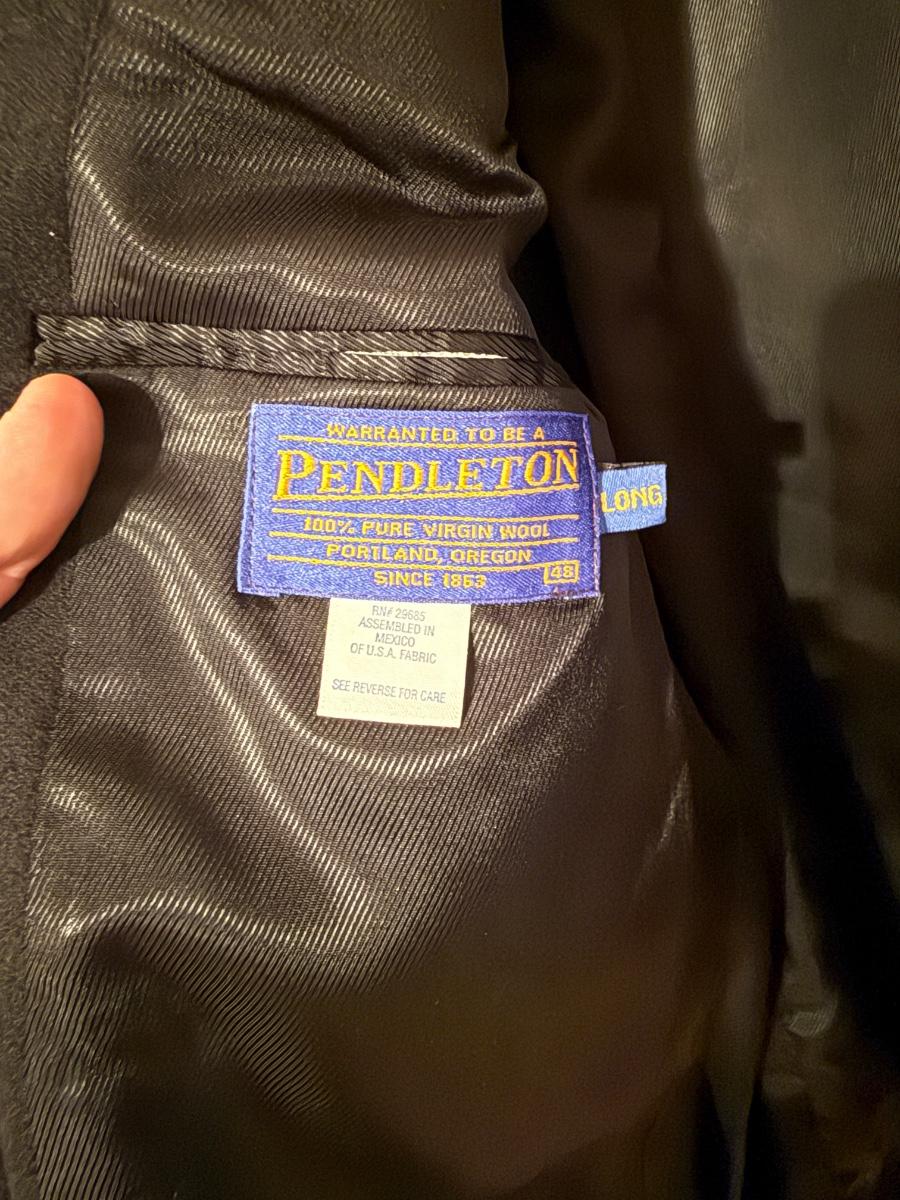 WARRANTED TO BE A
PENDLETON
100% PURE VIRGIN WOOL
PORTLAND, OREGON
SINCE 1863
48
LONG
RN# 29685
ASSEMBLED IN
MEXICO
OF U.S.A. FABRIC
SEE REVERSE FOR CARE